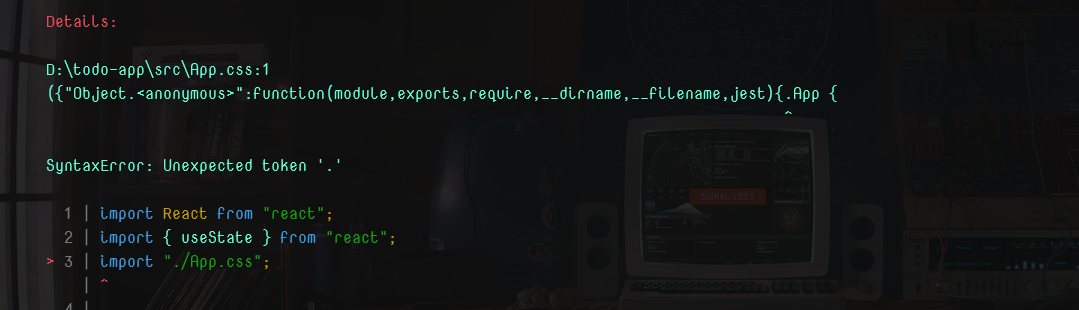 Details:
D:\todo-app\src\App.css:1
({"Object.<anonymous>":function(module,exports,require,__dirname,__filename,jest){.App {
^
SyntaxError: Unexpected token '.'
1 | import React from "react";
2 | import { useState } from "react";
> 3 | import "./App.css";
| ^
4 |
SIGNAL LOST